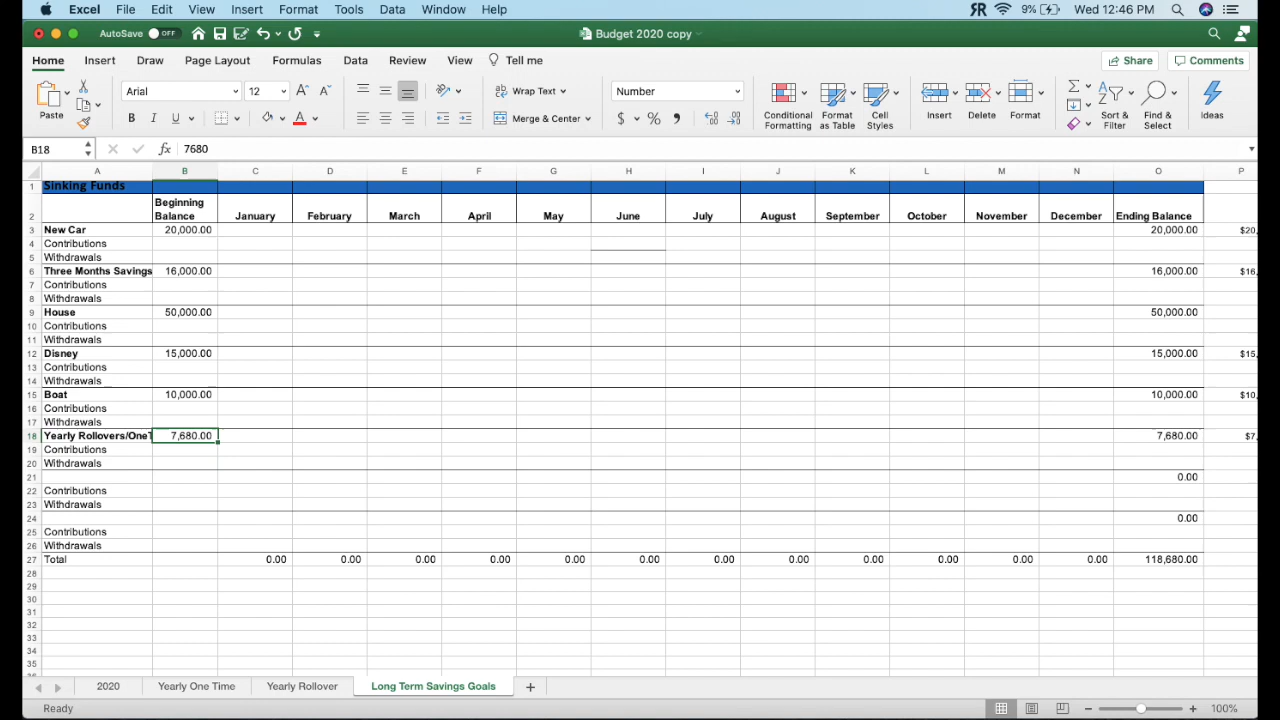 Excel File Edit View Insert Format Tools Data Window Help 9% Wed 12:46 PM
AutoSave OFF Budget 2020 copy
Home Insert Draw Page Layout Formulas Data Review View Tell me Share Comments
Paste Arial 12 Wrap Text Number
B I U A Merge & Center $ % Conditional Formatting Format as Table Cell Styles Insert Delete Format Sort & Filter Find & Select Ideas
B18 fx 7680
A B C D E F G H I J K L M N O P
1 Sinking Funds
2 Beginning Balance January February March April May June July August September October November December Ending Balance
3 New Car 20,000.00 20,000.00 $20,
4 Contributions
5 Withdrawals
6 Three Months Savings 16,000.00 16,000.00 $16,
7 Contributions
8 Withdrawals
9 House 50,000.00 50,000.00
10 Contributions
11 Withdrawals
12 Disney 15,000.00 15,000.00 $15,
13 Contributions
14 Withdrawals
15 Boat 10,000.00 10,000.00 $10,
16 Contributions
17 Withdrawals
18 Yearly Rollovers/OneT 7,680.00 7,680.00 $7,
19 Contributions
20 Withdrawals
21 0.00
22 Contributions
23 Withdrawals
24 0.00
25 Contributions
26 Withdrawals
27 Total 0.00 0.00 0.00 0.00 0.00 0.00 0.00 0.00 0.00 0.00 0.00 0.00 118,680.00
28
29
30
31
32
33
34
35
2020 Yearly One Time Yearly Rollover Long Term Savings Goals +
Ready 100%